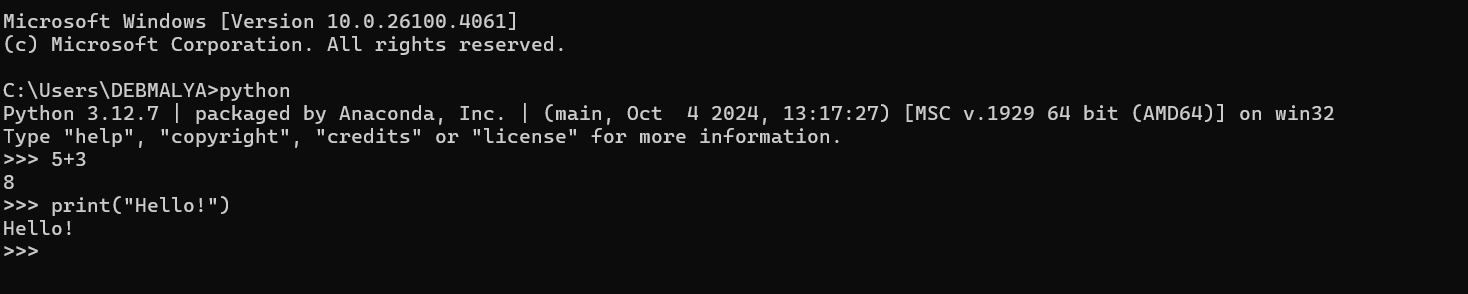 Microsoft Windows [Version 10.0.26100.4061]
(c) Microsoft Corporation. All rights reserved.
C:\Users\DEBMALYA>python
Python 3.12.7 | packaged by Anaconda, Inc. | (main, Oct  4 2024, 13:17:27) [MSC v.1929 64 bit (AMD64)] on win32
Type "help", "copyright", "credits" or "license" for more information.
>>> 5+3
8
>>> print("Hello!")
Hello!
>>>